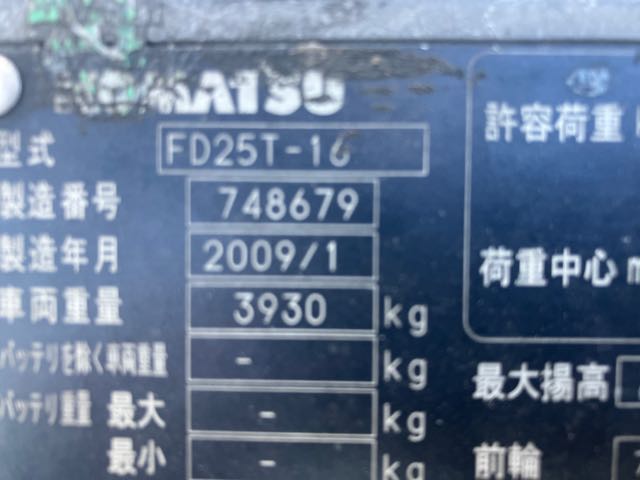 KOMATSU
型式 FD25T-16
製造番号 748679
製造年月 2009/1
車両重量 3930 kg
バッテリを除く車両重量 - kg
バッテリ重量 最大 - kg
最小 -
許容荷重
荷重中心 m
最大揚高
前輪